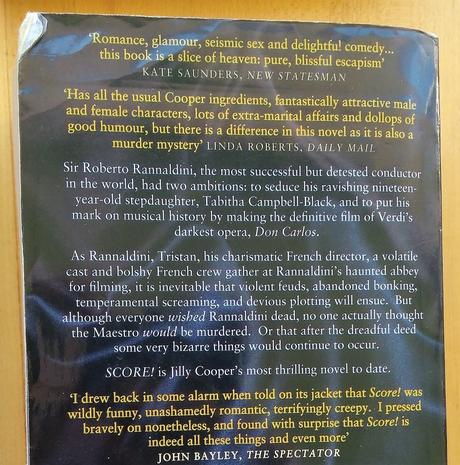 ‘Romance, glamour, seismic sex and delightful comedy...
this book is a slice of heaven: pure, blissful escapism’
KATE SAUNDERS, NEW STATESMAN
‘Has all the usual Cooper ingredients, fantastically attractive male
and female characters, lots of extra-marital affairs and dollops of
good humour, but there is a difference in this novel as it is also a
murder mystery’ LINDA ROBERTS, DAILY MAIL
Sir Roberto Rannaldini, the most successful but detested conductor
in the world, had two ambitions: to seduce his ravishing nineteen-
year-old stepdaughter, Tabitha Campbell-Black, and to put his
mark on musical history by making the definitive film of Verdi's
darkest opera, Don Carlos.
As Rannaldini, Tristan, his charismatic French director, a volatile
cast and bolshy French crew gather at Rannaldini's haunted abbey
for filming, it is inevitable that violent feuds, abandoned bonking,
temperamental screaming, and devious plotting will ensue. But
although everyone wished Rannaldini dead, no one actually thought
the Maestro would be murdered. Or that after the dreadful deed
some very bizarre things would continue to occur.
SCORE! is Jilly Cooper's most thrilling novel to date.
‘I drew back in some alarm when told on its jacket that Score! was
wildly funny, unashamedly romantic, terrifyingly creepy. I pressed
bravely on nonetheless, and found with surprise that Score! is
indeed all these things and even more’
JOHN BAYLEY, THE SPECTATOR